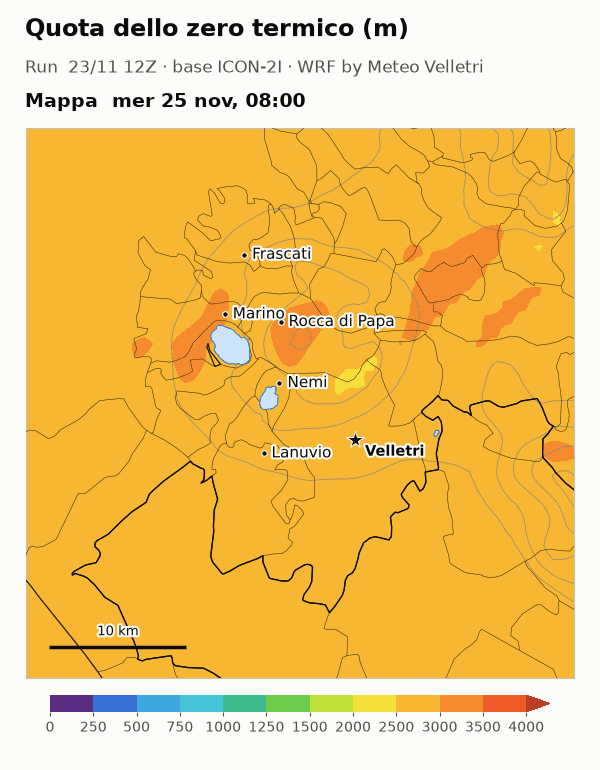 Quota dello zero termico (m)
Run  23/11 12Z · base ICON-2I · WRF by Meteo Velletri
Mappa  mer 25 nov, 08:00
Frascati
Marino
Rocca di Papa
Nemi
Velletri
Lanuvio
10 km
0 250 500 750 1000 1250 1500 2000 2500 3000 3500 4000